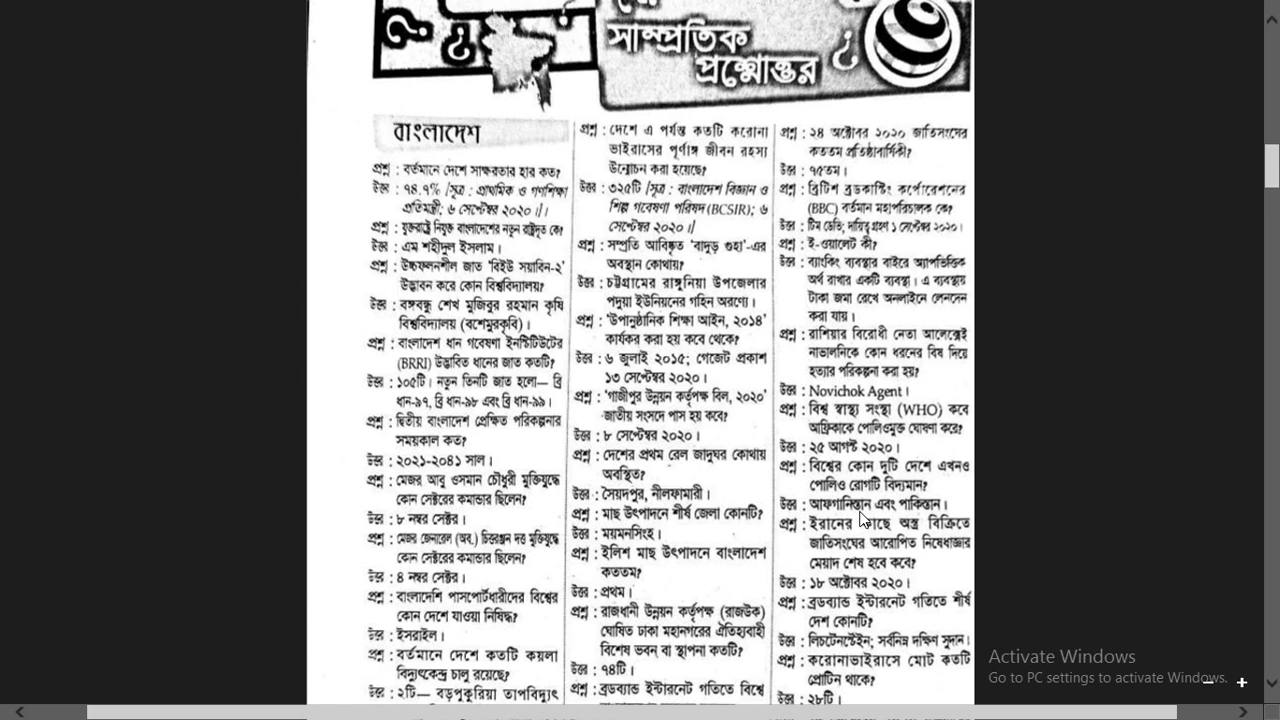 সাম্প্রতিক
প্রশ্নোত্তর
বাংলাদেশ
প্রশ্ন : বর্তমানে দেশে সাক্ষরতার হার কত?
উত্তর : ৭৪.৭% [সূত্র : প্রাথমিক ও গণশিক্ষা
প্রতিমন্ত্রী; ৬ সেপ্টেম্বর ২০২০।]।
প্রশ্ন : যুক্তরাষ্ট্রে নিযুক্ত বাংলাদেশের নতুন রাষ্ট্রদূত কে?
উত্তর : এম শহীদুল ইসলাম।
প্রশ্ন : উচ্চফলনশীল জাত ‘বিইউ সয়াবিন-২’
উদ্ভাবন করে কোন বিশ্ববিদ্যালয়?
উত্তর : বঙ্গবন্ধু শেখ মুজিবুর রহমান কৃষি
বিশ্ববিদ্যালয় (বশেমুরকৃবি)।
প্রশ্ন : বাংলাদেশ ধান গবেষণা ইনস্টিটিউটের
(BRRI) উদ্ভাবিত ধানের জাত কতটি?
উত্তর : ১০৫টি। নতুন তিনটি জাত হলো— ব্রি
ধান-৯৭, ব্রি ধান-৯৮ এবং ব্রি ধান-৯৯।
প্রশ্ন : দ্বিতীয় বাংলাদেশ প্রেক্ষিত পরিকল্পনার
সময়কাল কত?
উত্তর : ২০২১-২০৪১ সাল।
প্রশ্ন : মেজর আবু ওসমান চৌধুরী মুক্তিযুদ্ধে
কোন সেক্টরের কমান্ডার ছিলেন?
উত্তর : ৮ নম্বর সেক্টর।
প্রশ্ন : মেজর জেনারেল (অব.) চিত্তরঞ্জন দত্ত মুক্তিযুদ্ধে
কোন সেক্টরের কমান্ডার ছিলেন?
উত্তর : ৪ নম্বর সেক্টর।
প্রশ্ন : বাংলাদেশি পাসপোর্টধারীদের বিশ্বের
কোন দেশে যাওয়া নিষিদ্ধ?
উত্তর : ইসরাইল।
প্রশ্ন : বর্তমানে দেশে কতটি কয়লা
বিদ্যুৎকেন্দ্র চালু রয়েছে?
উত্তর : ২টি— বড়পুকুরিয়া তাপবিদ্যুৎ
প্রশ্ন : দেশে এ পর্যন্ত কতটি করোনা
ভাইরাসের পূর্ণাঙ্গ জীবন রহস্য
উন্মোচন করা হয়েছে?
উত্তর : ৩২৫টি [সূত্র : বাংলাদেশ বিজ্ঞান ও
শিল্প গবেষণা পরিষদ (BCSIR); ৬
সেপ্টেম্বর ২০২০।]
প্রশ্ন : সম্প্রতি আবিষ্কৃত ‘বাদুড় গুহা’-এর
অবস্থান কোথায়?
উত্তর : চট্টগ্রামের রাঙ্গুনিয়া উপজেলার
পদুয়া ইউনিয়নের গহিন অরণ্যে।
প্রশ্ন : ‘উপানুষ্ঠানিক শিক্ষা আইন, ২০১৪’
কার্যকর করা হয় কবে থেকে?
উত্তর : ৬ জুলাই ২০১৫; গেজেট প্রকাশ
১৩ সেপ্টেম্বর ২০২০।
প্রশ্ন : ‘গাজীপুর উন্নয়ন কর্তৃপক্ষ বিল, ২০২০’
জাতীয় সংসদে পাস হয় কবে?
উত্তর : ৮ সেপ্টেম্বর ২০২০।
প্রশ্ন : দেশের প্রথম রেল জাদুঘর কোথায়
অবস্থিত?
উত্তর : সৈয়দপুর, নীলফামারী।
প্রশ্ন : মাছ উৎপাদনে শীর্ষ জেলা কোনটি?
উত্তর : ময়মনসিংহ।
প্রশ্ন : ইলিশ মাছ উৎপাদনে বাংলাদেশ
কততম?
উত্তর : প্রথম।
প্রশ্ন : রাজধানী উন্নয়ন কর্তৃপক্ষ (রাজউক)
ঘোষিত ঢাকা মহানগরের ঐতিহ্যবাহী
বিশেষ ভবন বা স্থাপনা কতটি?
উত্তর : ৭৪টি।
প্রশ্ন : ব্রডব্যান্ড ইন্টারনেট গতিতে বিশ্বে
প্রশ্ন : ২৪ অক্টোবর ২০২০ জাতিসংঘের
কততম প্রতিষ্ঠাবার্ষিকী?
উত্তর : ৭৫তম।
প্রশ্ন : ব্রিটিশ ব্রডকাস্টিং কর্পোরেশনের
(BBC) বর্তমান মহাপরিচালক কে?
উত্তর : টিম ডেভি; দায়িত্ব গ্রহণ ১ সেপ্টেম্বর ২০২০।
প্রশ্ন : ই-ওয়ালেট কী?
উত্তর : ব্যাংকিং ব্যবস্থার বাইরে অ্যাপভিত্তিক
অর্থ রাখার একটি ব্যবস্থা। এ ব্যবস্থায়
টাকা জমা রেখে অনলাইনে লেনদেন
করা যায়।
প্রশ্ন : রাশিয়ার বিরোধী নেতা আলেক্সেই
নাভালনিকে কোন ধরনের বিষ দিয়ে
হত্যার পরিকল্পনা করা হয়?
উত্তর : Novichok Agent।
প্রশ্ন : বিশ্ব স্বাস্থ্য সংস্থা (WHO) কবে
আফ্রিকাকে পোলিওমুক্ত ঘোষণা করে?
উত্তর : ২৫ আগস্ট ২০২০।
প্রশ্ন : বিশ্বের কোন দুটি দেশে এখনও
পোলিও রোগটি বিদ্যমান?
উত্তর : আফগানিস্তান এবং পাকিস্তান।
প্রশ্ন : ইরানের কাছে অস্ত্র বিক্রিতে
জাতিসংঘের আরোপিত নিষেধাজ্ঞার
মেয়াদ শেষ হবে কবে?
উত্তর : ১৮ অক্টোবর ২০২০।
প্রশ্ন : ব্রডব্যান্ড ইন্টারনেট গতিতে শীর্ষ
দেশ কোনটি?
উত্তর : লিচটেনস্টেইন; সর্বনিম্ন দক্ষিণ সুদান।
প্রশ্ন : করোনাভাইরাসে মোট কতটি
প্রোটিন থাকে?
উত্তর : ২৮টি।
Activate Windows
Go to PC settings to activate Windows.